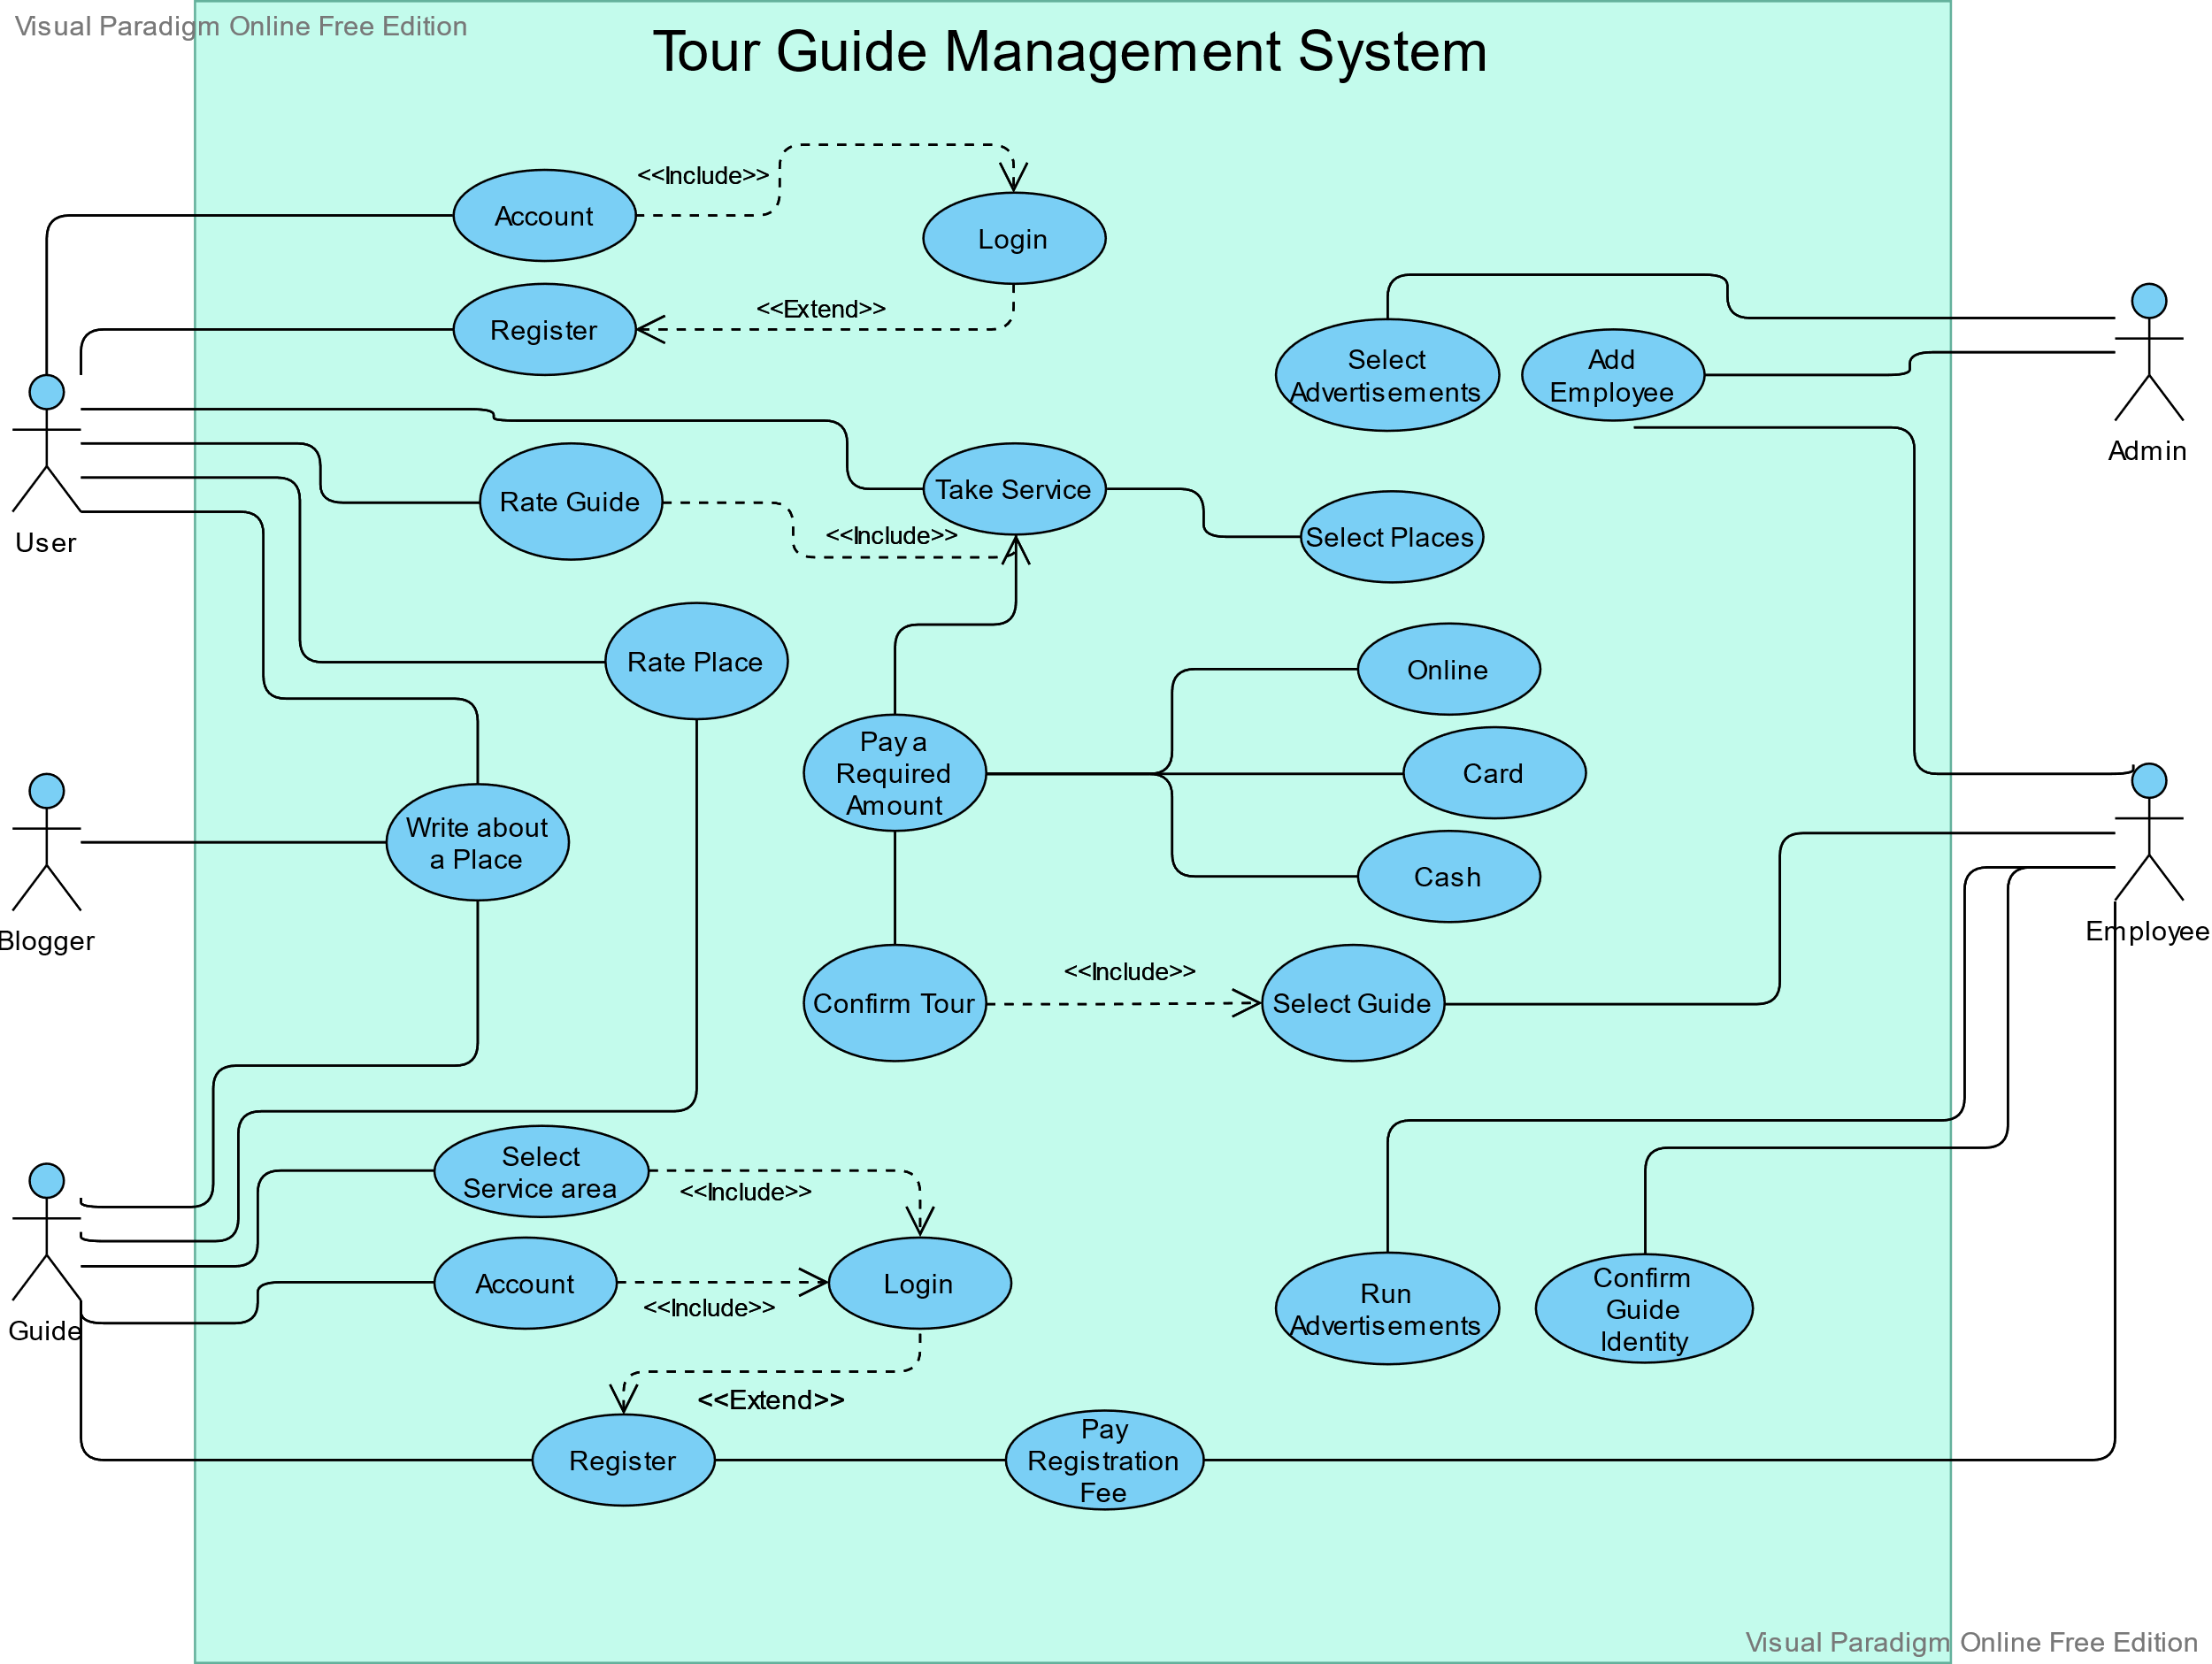 Visual Paradigm Online Free Edition
Tour Guide Management System
<<Include>>
Account
Login
<<Extend>>
Register
Select
Advertisements
Add
Employee
Admin
User
Rate Guide
Take Service
<<Include>>
Select Places
Rate Place
Online
Pay a
Required
Amount
Card
Write about
a Place
Cash
Blogger
Employee
<<Include>>
Confirm Tour
Select Guide
Select
Service area
<<Include>>
Account
Login
<<Include>>
Guide
Run
Advertisements
Confirm
Guide
Identity
<<Extend>>
Register
Pay
Registration
Fee
Visual Paradigm Online Free Edition